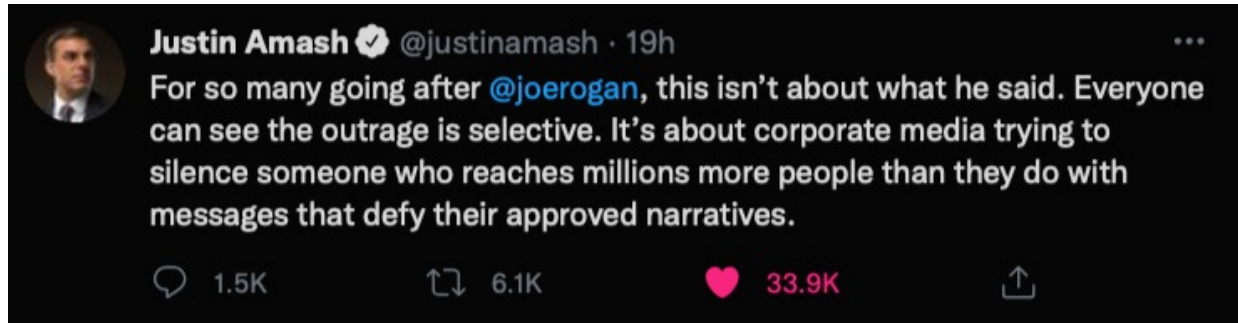 Justin Amash @justinamash · 19h
For so many going after @joerogan, this isn’t about what he said. Everyone
can see the outrage is selective. It’s about corporate media trying to
silence someone who reaches millions more people than they do with
messages that defy their approved narratives.
1.5K 6.1K 33.9K